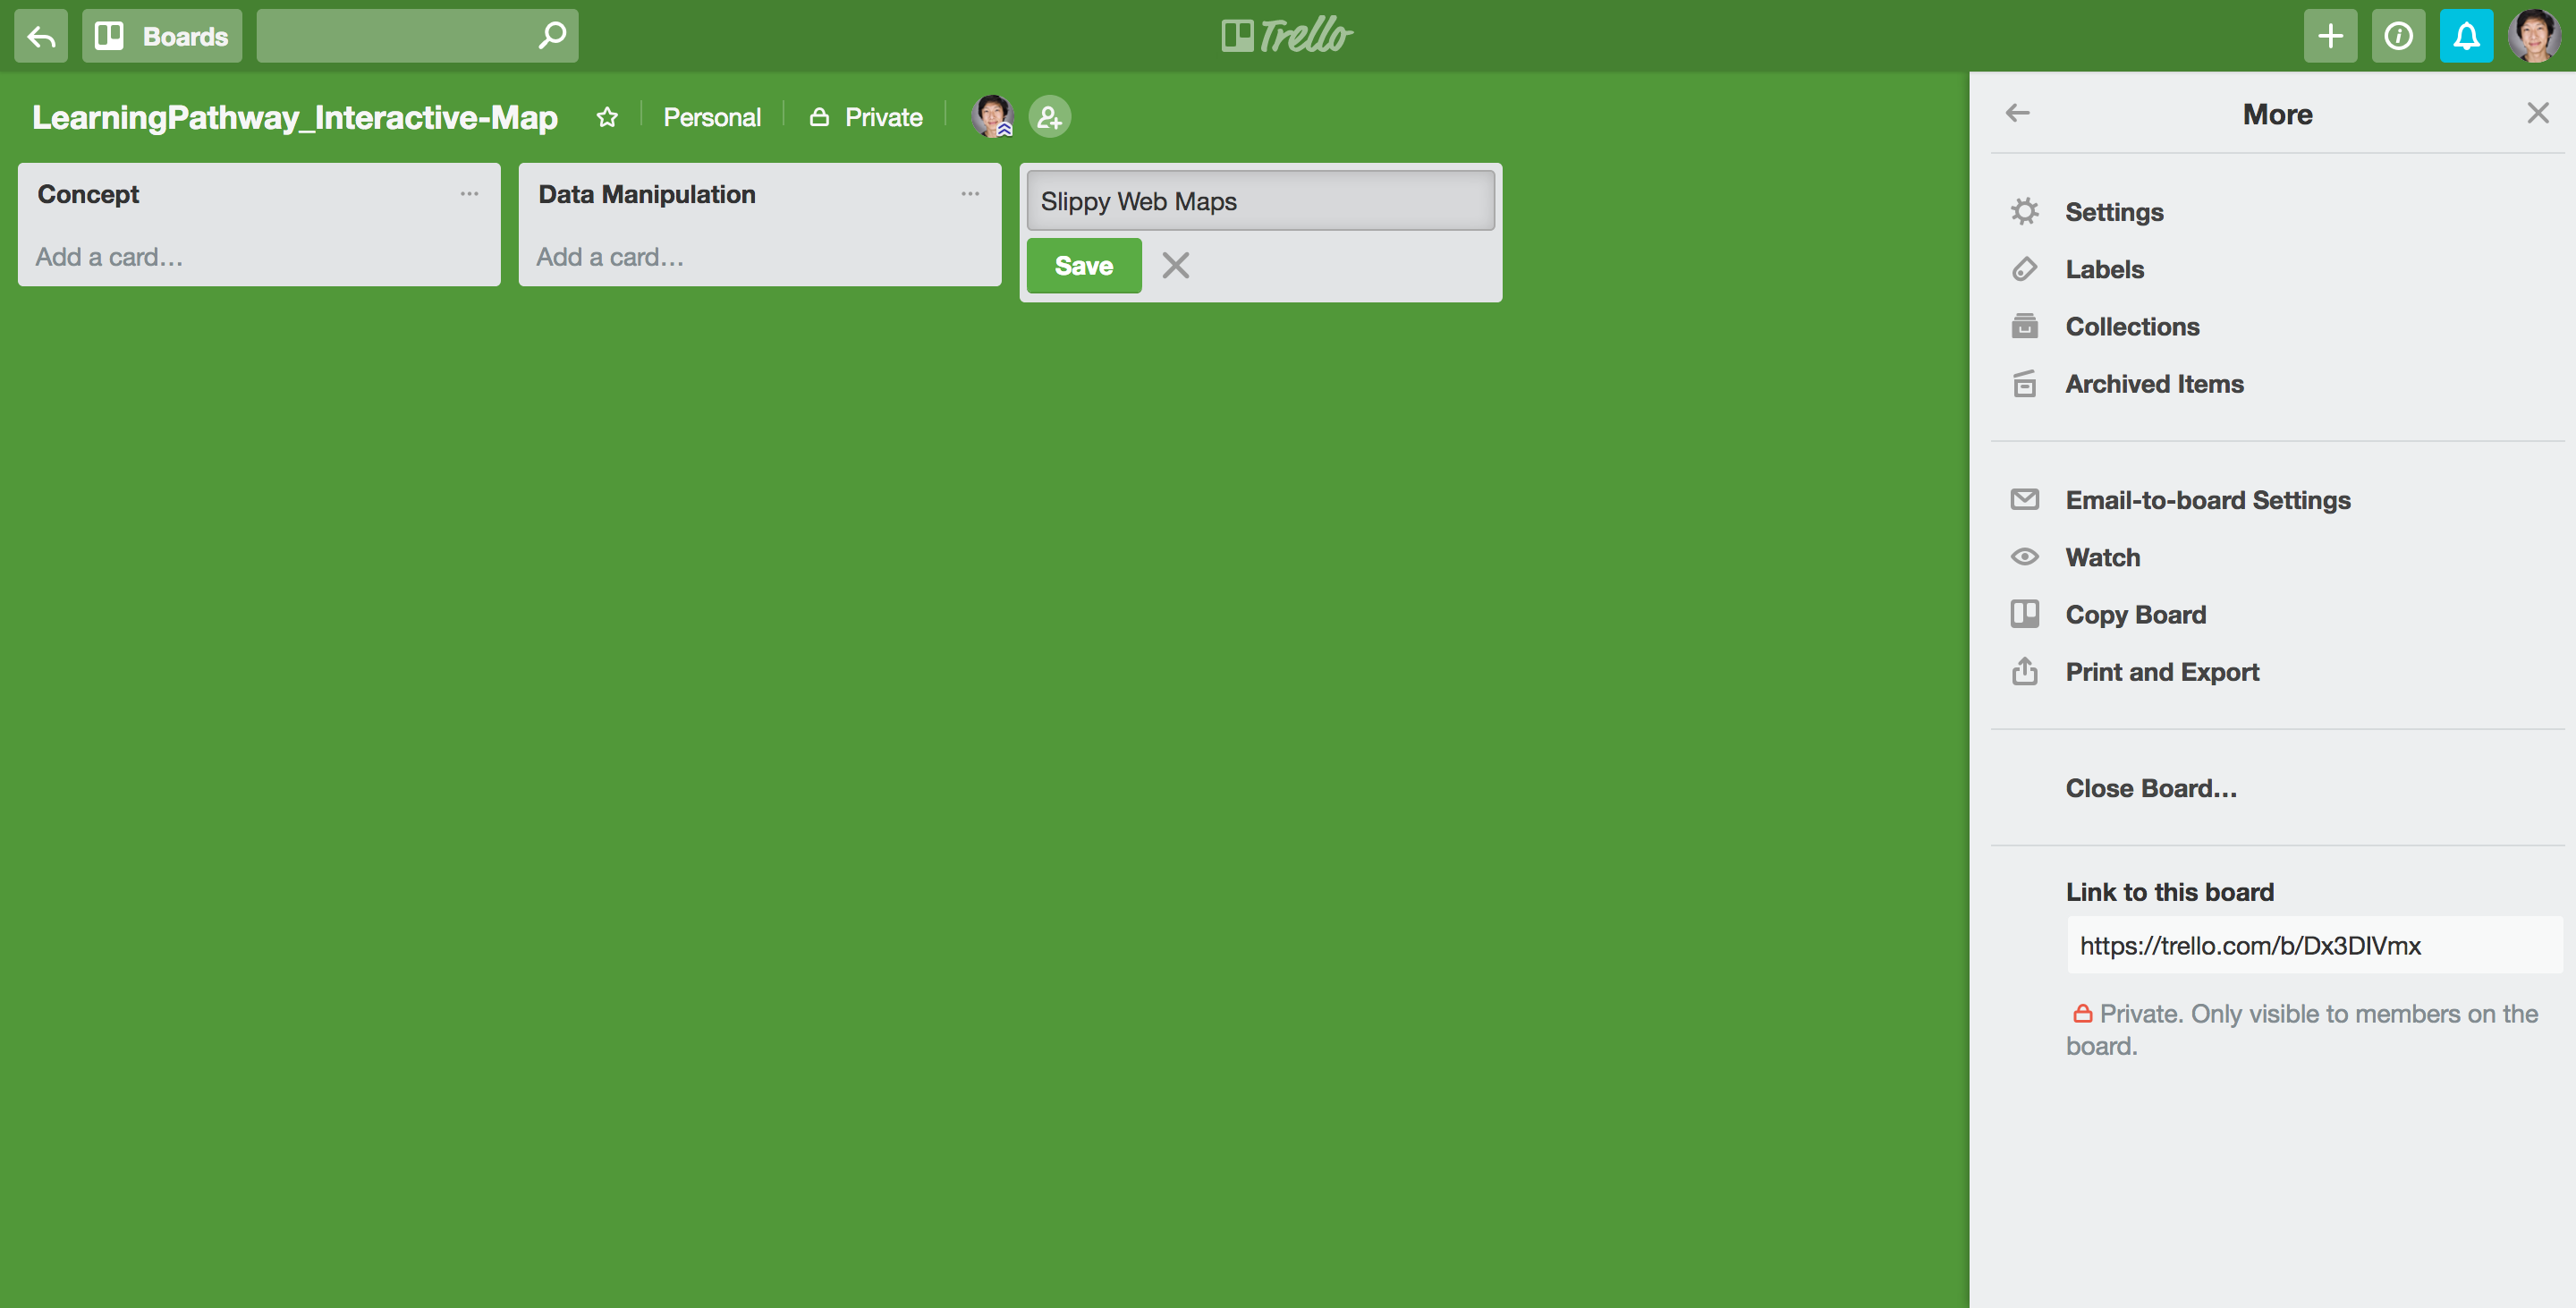 Boards
Trello
LearningPathway_Interactive-Map
Personal
Private
Concept
Add a card…
Data Manipulation
Add a card…
Slippy Web Maps
Save
More
Settings
Labels
Collections
Archived Items
Email-to-board Settings
Watch
Copy Board
Print and Export
Close Board…
Link to this board
https://trello.com/b/Dx3DIVmx
Private. Only visible to members on the
board.